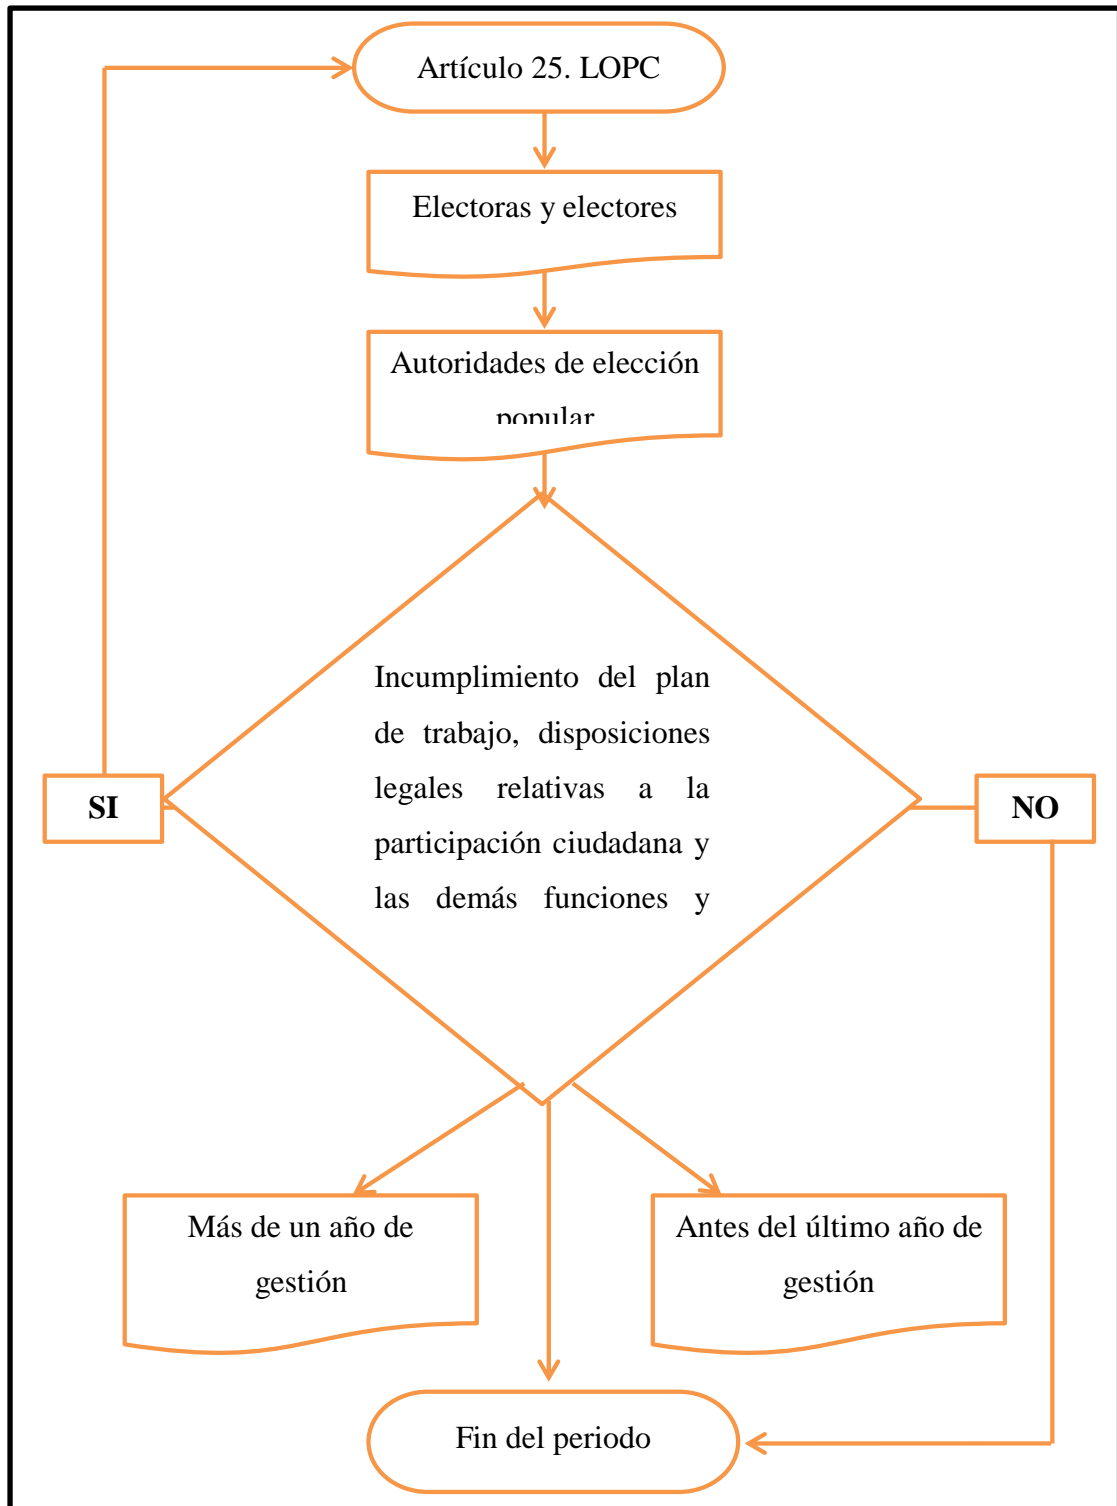 Artículo 25. LOPC
Electoras y electores
Autoridades de elección
popular
Incumplimiento del plan
de trabajo, disposiciones
legales relativas a la
participación ciudadana y
las demás funciones y
SI
NO
Más de un año de
gestión
Antes del último año de
gestión
Fin del periodo